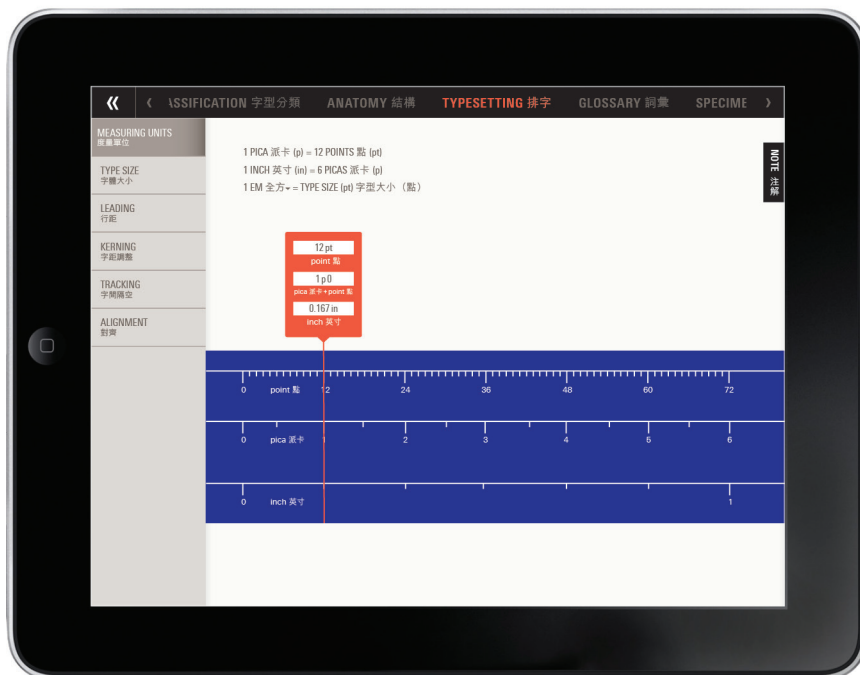 ASSIFICATION 字型分類 ANATOMY 結構 TYPESETTING 排字 GLOSSARY 詞彙 SPECIME
MEASURING UNITS
度量單位
TYPE SIZE
字體大小
LEADING
行距
KERNING
字距調整
TRACKING
字間隔空
ALIGNMENT
對齊
1 PICA 派卡 (p) = 12 POINTS 點 (pt)
1 INCH 英寸 (in) = 6 PICAS 派卡 (p)
1 EM 全方 = TYPE SIZE (pt) 字型大小（點）
NOTE 注解
12 pt
point 點
1 p 0
pica 派卡+point 點
0.167 in
inch 英寸
0 point 點 12 24 36 48 60 72
0 pica 派卡 1 2 3 4 5 6
0 inch 英寸 1